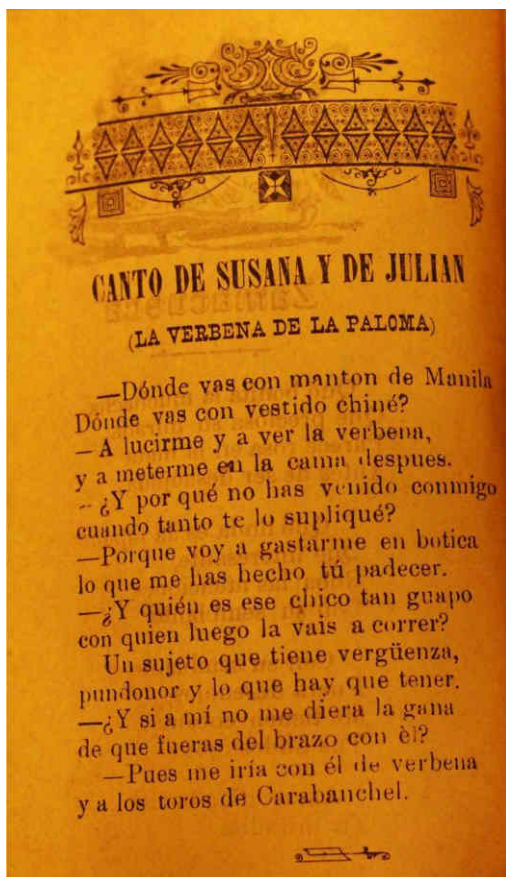 CANTO DE SUSANA Y DE JULIAN
(LA VERBENA DE LA PALOMA)
—Dónde vas con manton de Manila
Dónde vas con vestido chiné?
—A lucirme y a ver la verbena,
y a meterme en la cama despues.
—¿Y por qué no has venido conmigo
cuando tanto te lo supliqué?
—Porque voy a gastarme en botica
lo que me has hecho tú padecer.
—¿Y quién es ese chico tan guapo
con quien luego la vais a correr?
Un sujeto que tiene vergüenza,
pundonor y lo que hay que tener.
—¿Y si a mí no me diera la gana
de que fueras del brazo con èl?
—Pues me iría con él de verbena
y a los toros de Carabanchel.